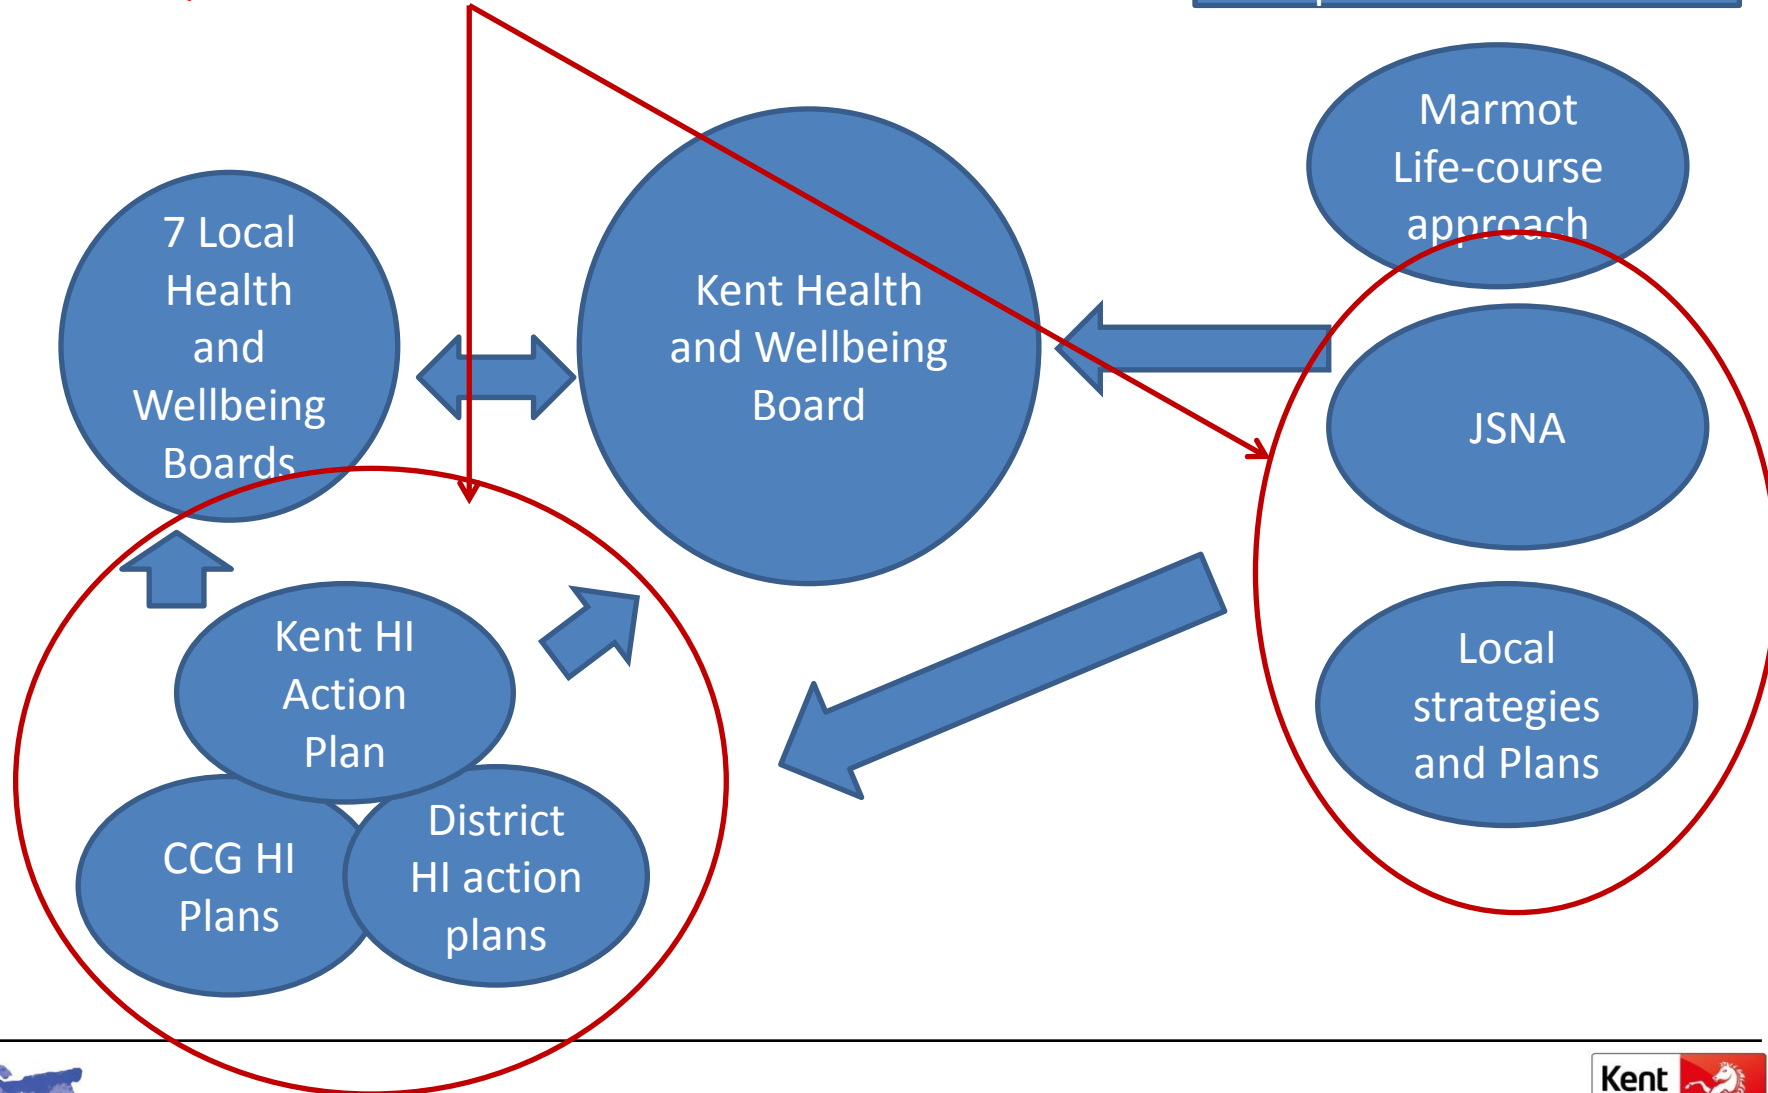 Marmot
Life-course
approach
7 Local
Health
and
Wellbeing
Boards
Kent Health
and Wellbeing
Board
JSNA
Kent HI
Action
Plan
Local
strategies
and Plans
CCG HI
Plans
District
HI action
plans
Kent